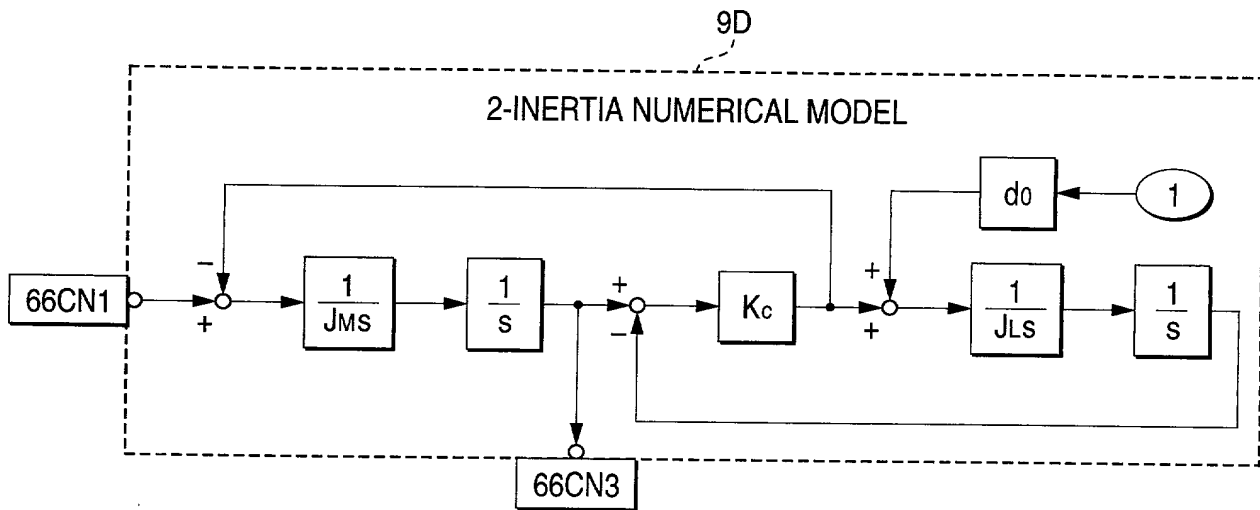 9D
2-INERTIA NUMERICAL MODEL
d0
1
−
+
66CN1
+
1
JMS
1
s
+
−
Kc
+
1
JLS
1
s
66CN3